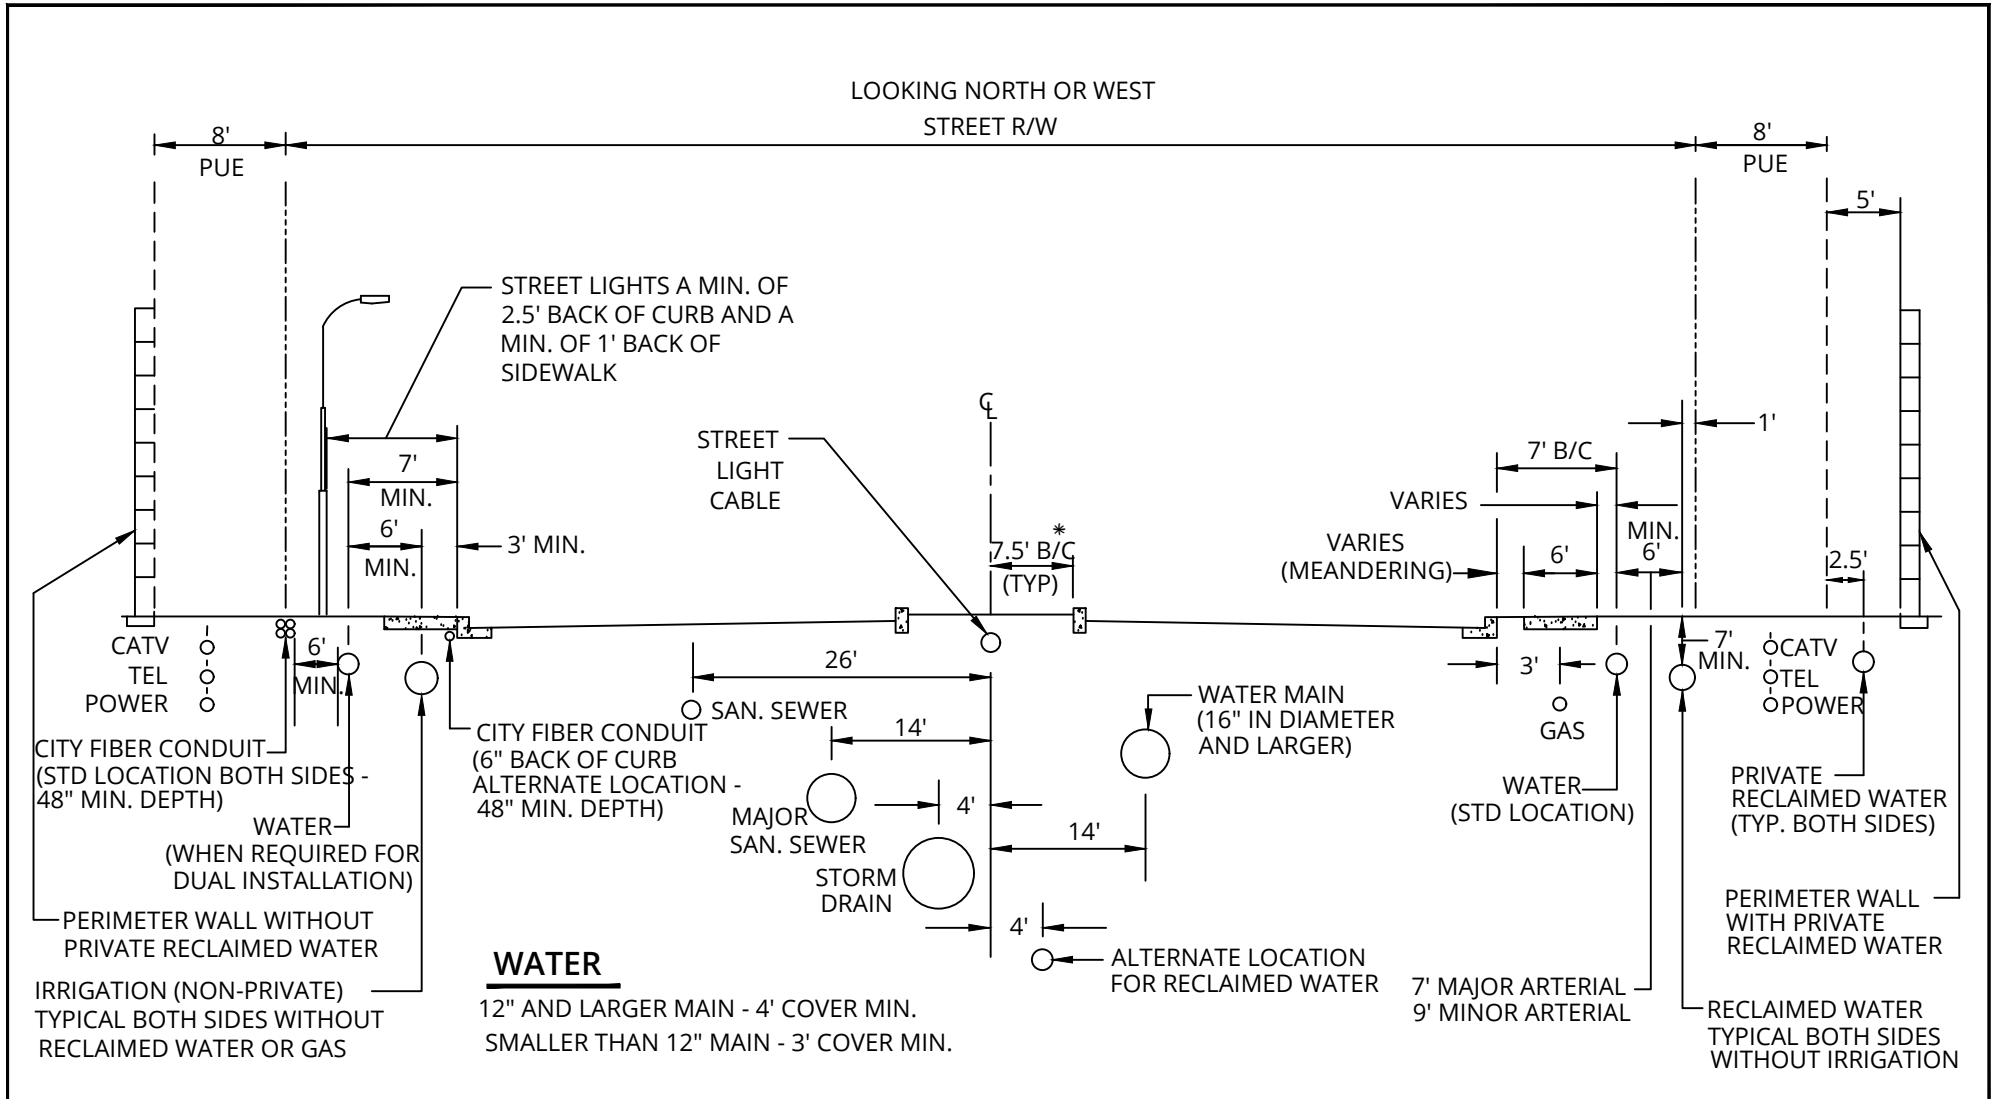 LOOKING NORTH OR WEST
STREET R/W
8'
PUE
8'
PUE
5'
STREET LIGHTS A MIN. OF
2.5' BACK OF CURB AND A
MIN. OF 1' BACK OF
SIDEWALK
7'
MIN.
6'
MIN.
3' MIN.
STREET
LIGHT
CABLE
CL
*
7.5' B/C
(TYP)
7' B/C
1'
VARIES
MIN.
6'
VARIES
(MEANDERING)
6'
2.5'
CATV
TEL
POWER
6'
MIN.
26'
SAN. SEWER
14'
MAJOR
SAN. SEWER
4'
STORM
DRAIN
WATER MAIN
(16" IN DIAMETER
AND LARGER)
14'
4'
ALTERNATE LOCATION
FOR RECLAIMED WATER
3'
GAS
7'
MIN.
CATV
TEL
POWER
CITY FIBER CONDUIT
(STD LOCATION BOTH SIDES -
48" MIN. DEPTH)
CITY FIBER CONDUIT
(6" BACK OF CURB
ALTERNATE LOCATION -
48" MIN. DEPTH)
WATER
(WHEN REQUIRED FOR
DUAL INSTALLATION)
WATER
(STD LOCATION)
PRIVATE
RECLAIMED WATER
(TYP. BOTH SIDES)
PERIMETER WALL WITHOUT
PRIVATE RECLAIMED WATER
PERIMETER WALL
WITH PRIVATE
RECLAIMED WATER
IRRIGATION (NON-PRIVATE)
TYPICAL BOTH SIDES WITHOUT
RECLAIMED WATER OR GAS
WATER
12" AND LARGER MAIN - 4' COVER MIN.
SMALLER THAN 12" MAIN - 3' COVER MIN.
7' MAJOR ARTERIAL
9' MINOR ARTERIAL
RECLAIMED WATER
TYPICAL BOTH SIDES
WITHOUT IRRIGATION